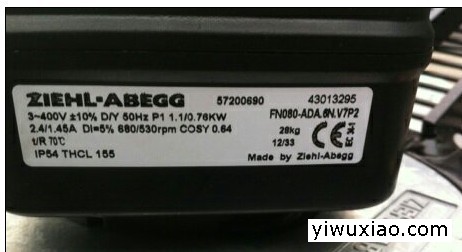 ZIEHL-ABEGG 57200690 43013295
3~400V ±10% D/Y 50Hz P1 1.1/0.76KW FN080-ADA.6N.V7P2
2.4/1.45A DI=5% 680/530rpm COSY 0.64 28kg
t/R 70℃ 12/33 CE EAC
IP54 THCL 155 Made by Ziehl-Abegg
yiwuxiao.com